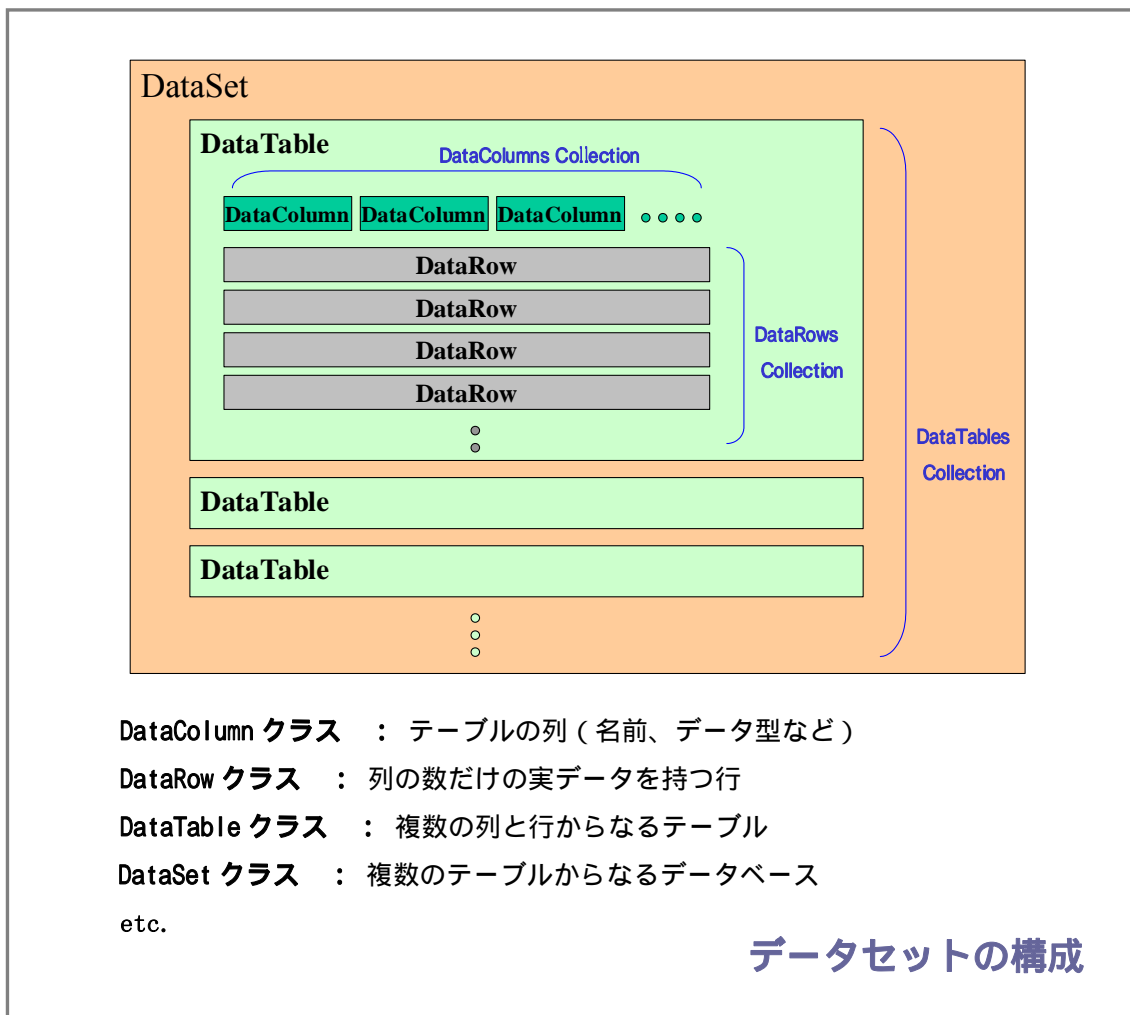 DataSet
DataTable
DataColumns Collection
DataColumn DataColumn DataColumn
DataRow
DataRow
DataRow
DataRow
DataRows
Collection
DataTables
Collection
DataTable
DataTable
DataColumn クラス : テーブルの列(名前、データ型など)
DataRow クラス : 列の数だけの実データを持つ行
DataTable クラス : 複数の列と行からなるテーブル
DataSet クラス : 複数のテーブルからなるデータベース
etc.
データセットの構成